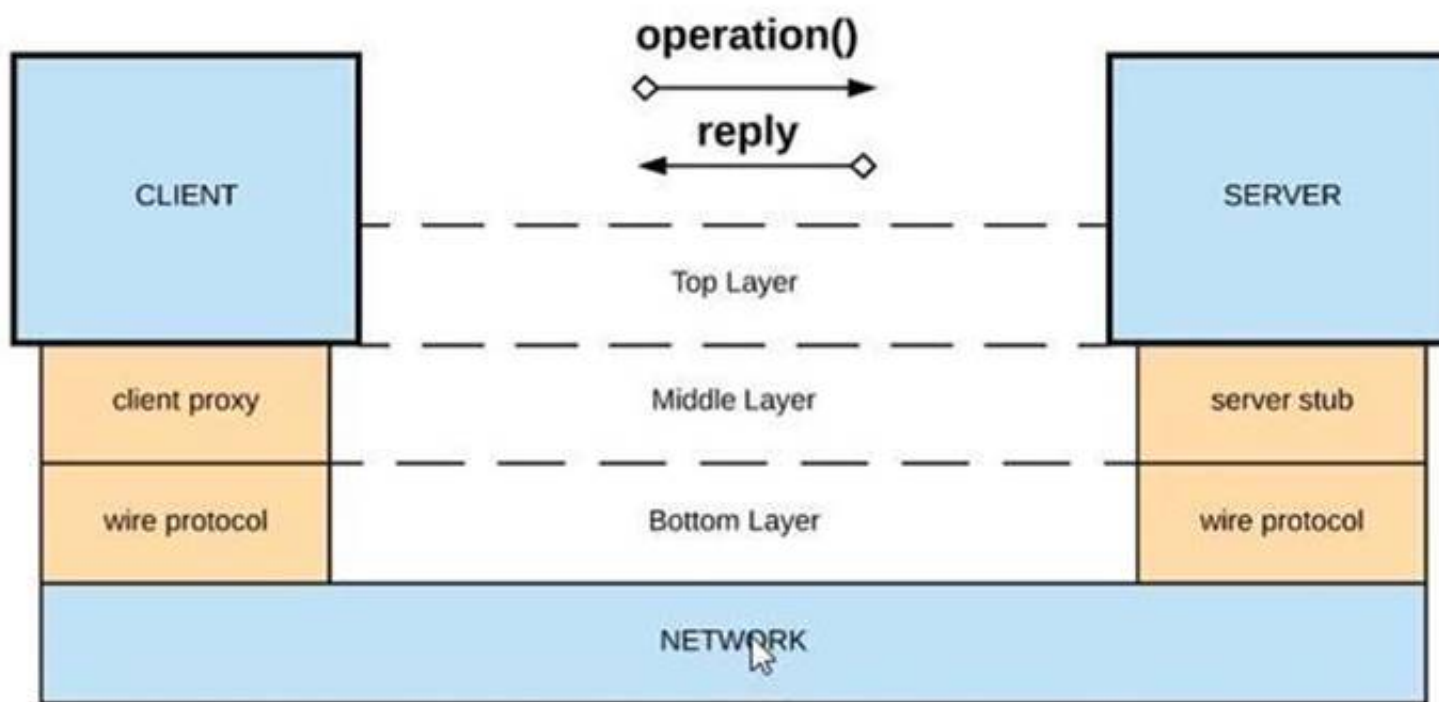 operation()
reply
CLIENT
SERVER
Top Layer
client proxy
Middle Layer
server stub
wire protocol
Bottom Layer
wire protocol
NETWORK